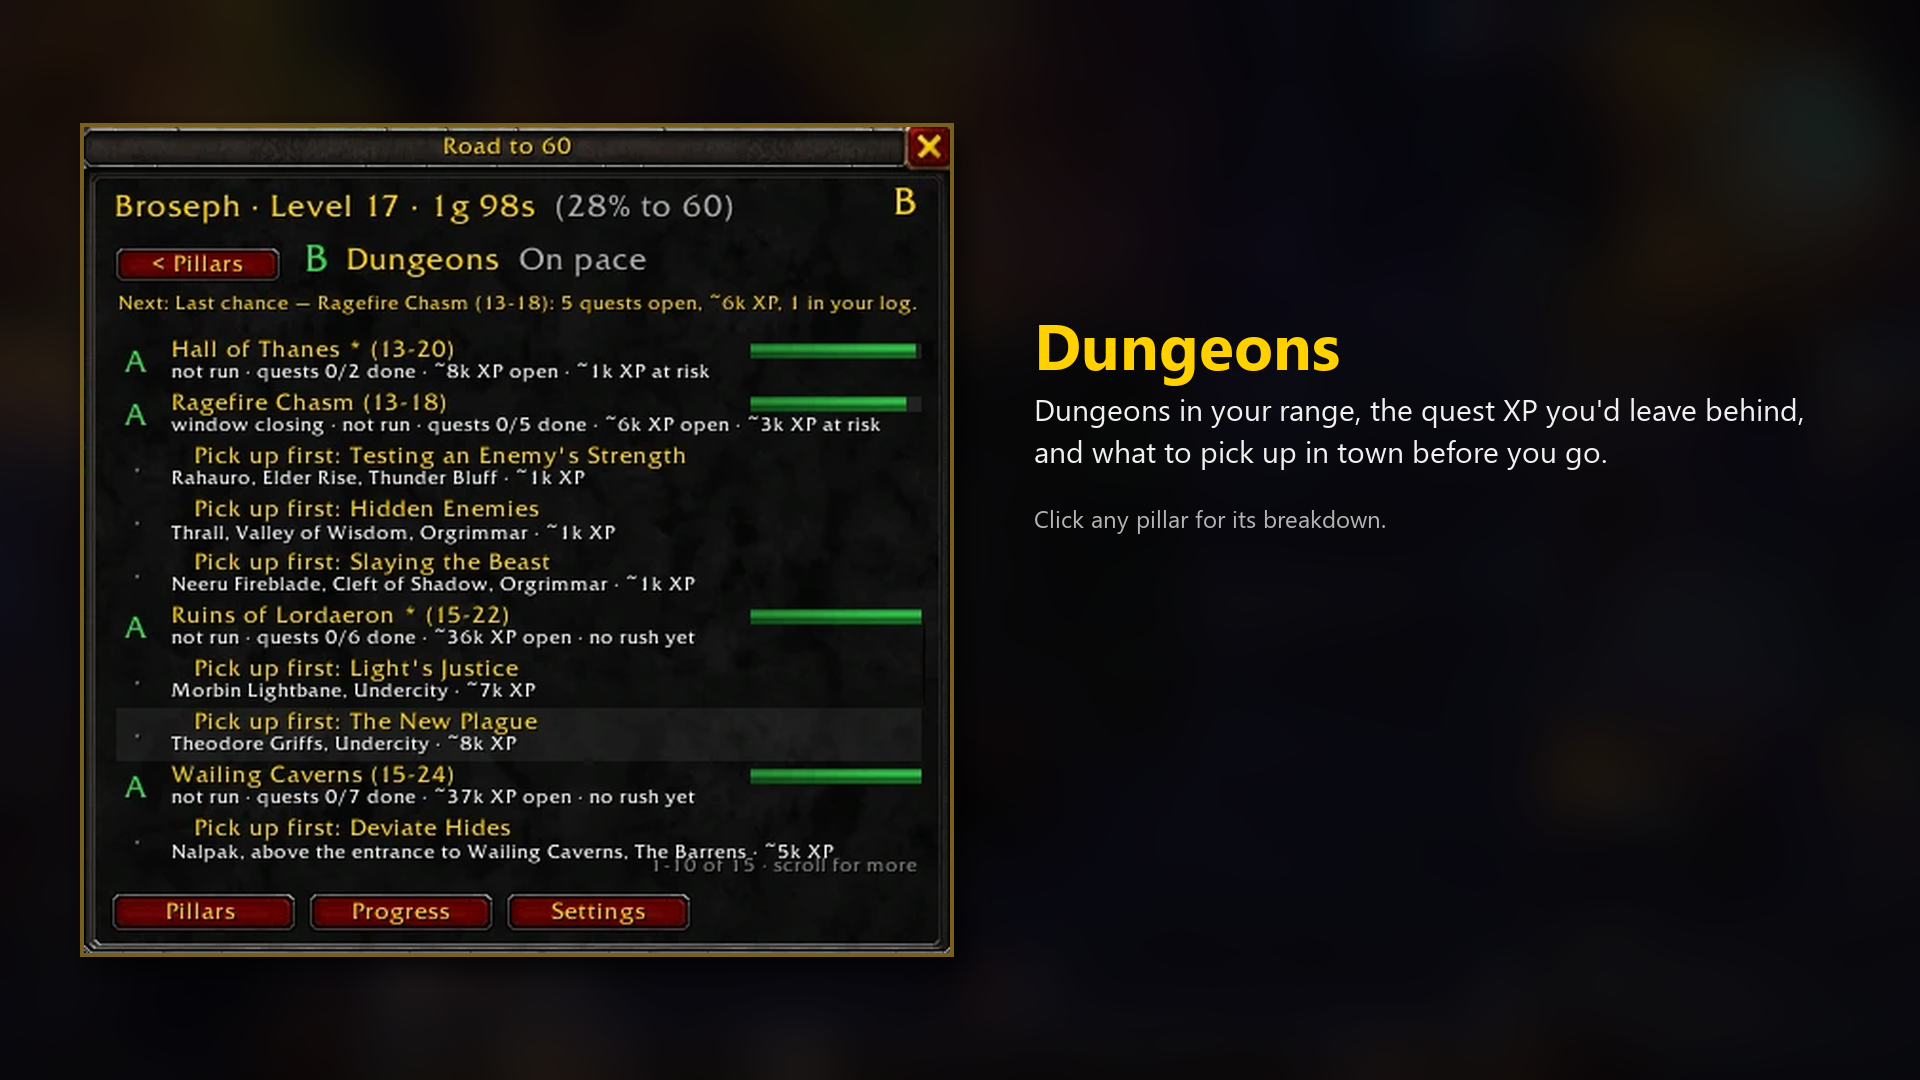 Road to 60
Broseph · Level 17 · 1g 98s (28% to 60)
B
< Pillars
B Dungeons On pace
Next: Last chance — Ragefire Chasm (13-18): 5 quests open, ~6k XP, 1 in your log.
A
Hall of Thanes * (13-20)
not run · quests 0/2 done · ~8k XP open · ~1k XP at risk
A
Ragefire Chasm (13-18)
window closing · not run · quests 0/5 done · ~6k XP open · ~3k XP at risk
Pick up first: Testing an Enemy's Strength
Rahauro, Elder Rise, Thunder Bluff · ~1k XP
Pick up first: Hidden Enemies
Thrall, Valley of Wisdom, Orgrimmar · ~1k XP
Pick up first: Slaying the Beast
Neeru Fireblade, Cleft of Shadow, Orgrimmar · ~1k XP
A
Ruins of Lordaeron * (15-22)
not run · quests 0/6 done · ~36k XP open · no rush yet
Pick up first: Light's Justice
Morbin Lightbane, Undercity · ~7k XP
Pick up first: The New Plague
Theodore Griffs, Undercity · ~8k XP
A
Wailing Caverns (15-24)
not run · quests 0/7 done · ~37k XP open · no rush yet
Pick up first: Deviate Hides
Nalpak, above the entrance to Wailing Caverns, The Barrens · ~5k XP
1-10 of 15 · scroll for more
Pillars
Progress
Settings
Dungeons
Dungeons in your range, the quest XP you'd leave behind,
and what to pick up in town before you go.
Click any pillar for its breakdown.